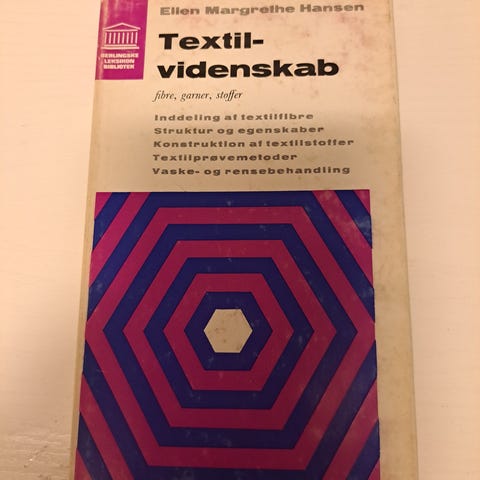 Ellen Margrethe Hansen
BERLINGSKE
LEKSIKON
BIBLIOTEK
Textil-
videnskab
fibre, garner, stoffer
Inddeling af textilfibre
Struktur og egenskaber
Konstruktion af textilstoffer
Textilprøvemetoder
Vaske- og rensebehandling